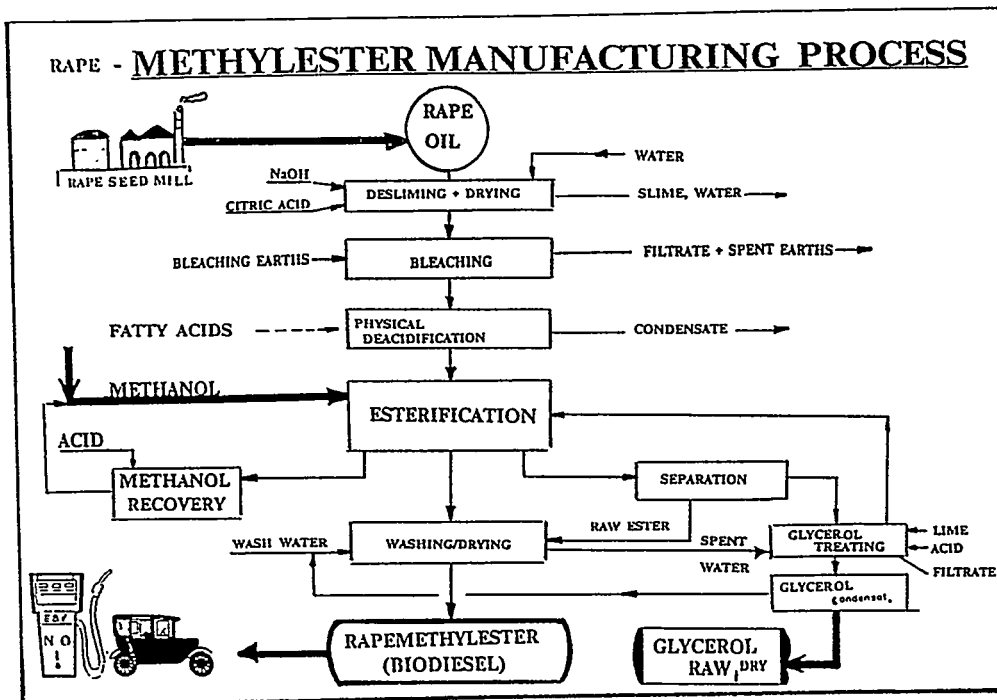 RAPE - METHYLESTER MANUFACTURING PROCESS
RAPE
OIL
RAPE SEED MILL
WATER
NaOH
CITRIC ACID
DESLIMING + DRYING
SLIME, WATER
BLEACHING EARTHS
BLEACHING
FILTRATE + SPENT EARTHS
FATTY ACIDS
PHYSICAL
DEACIDIFICATION
CONDENSATE
METHANOL
ESTERIFICATION
ACID
METHANOL
RECOVERY
SEPARATION
RAW ESTER
WASH WATER
WASHING/DRYING
SPENT
WATER
GLYCEROL
TREATING
LIME
ACID
FILTRATE
GLYCEROL
condensat.
NO
1
RAPEMETHYLESTER
(BIODIESEL)
GLYCEROL
RAW, DRY